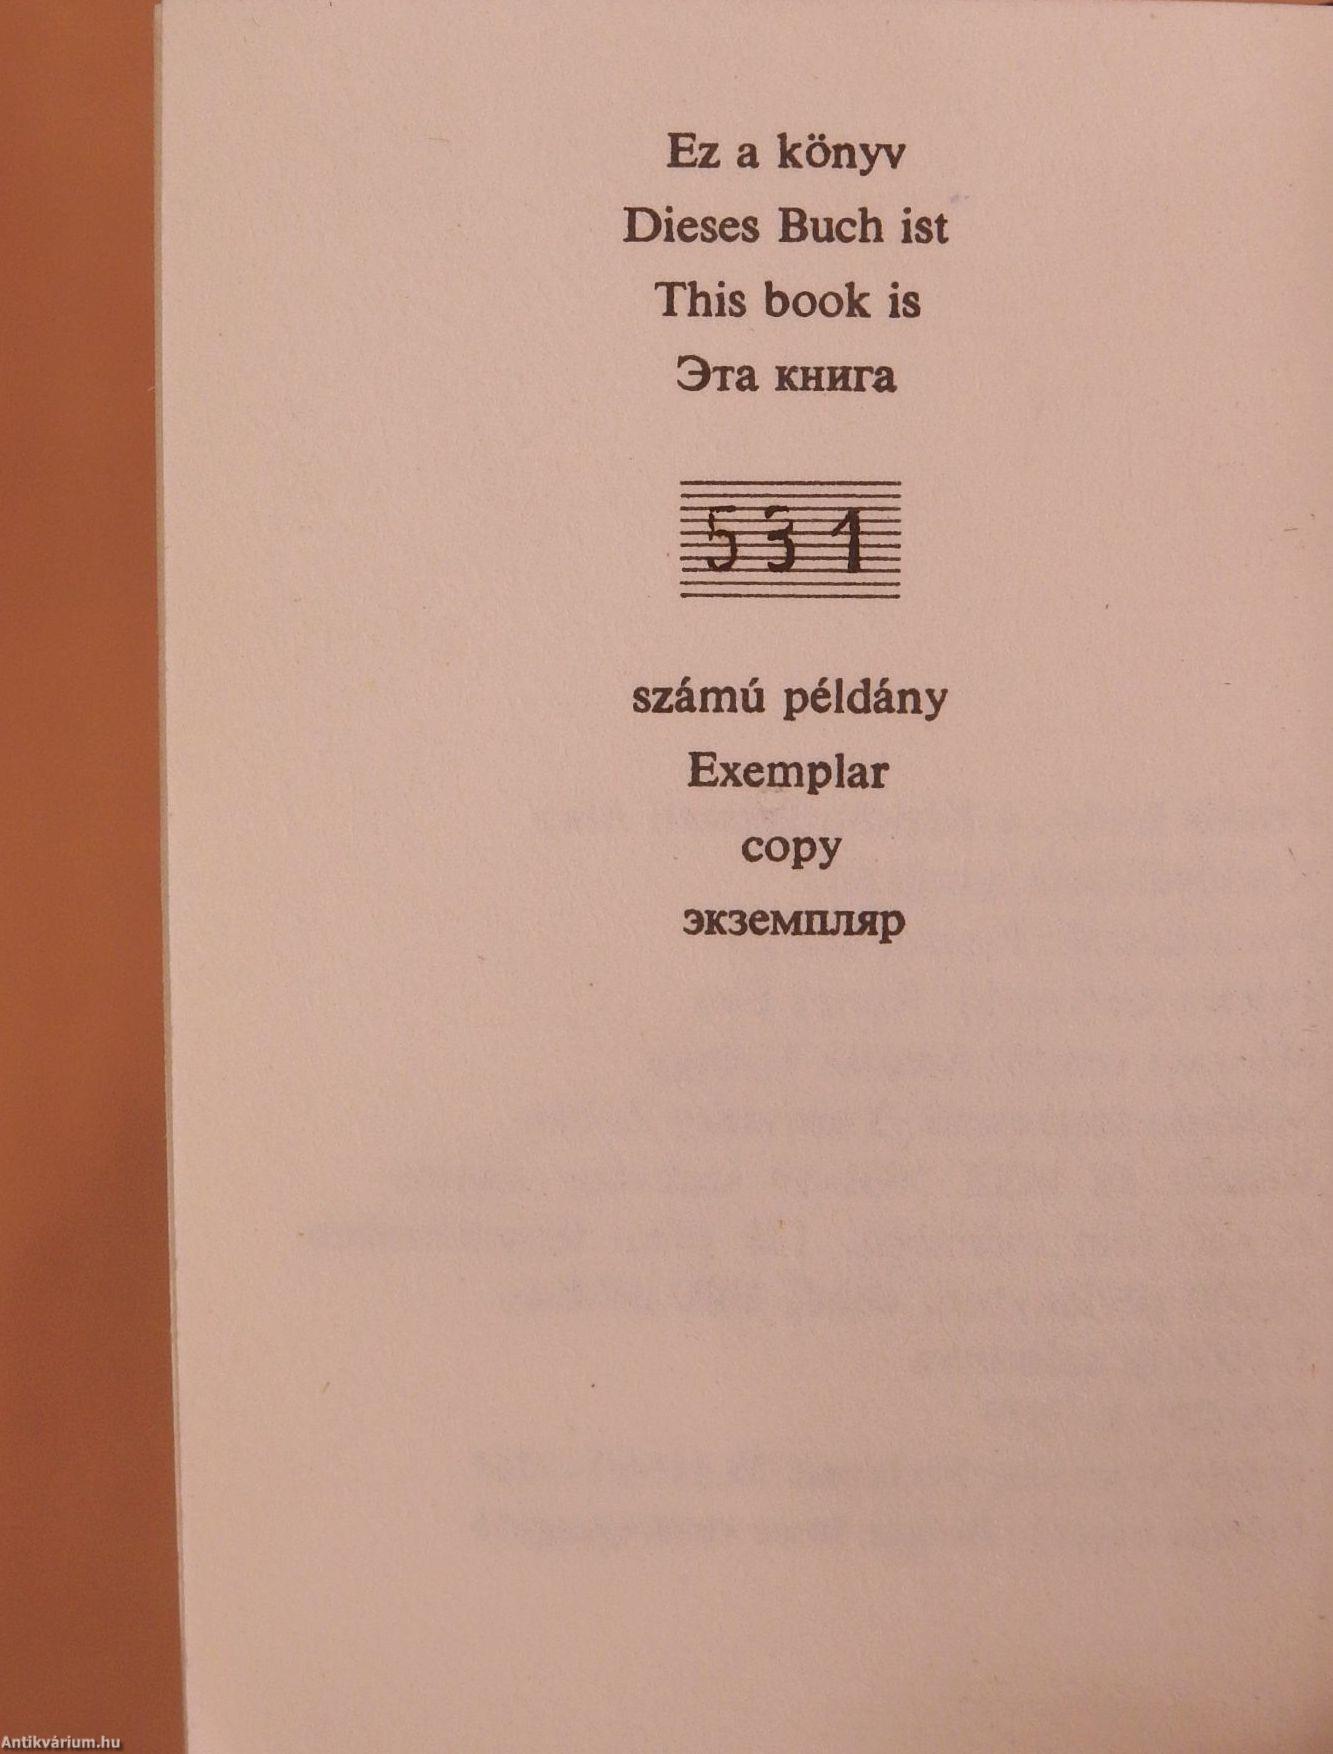 Ez a könyv
Dieses Buch ist
This book is
Эта книга
531
számú példány
Exemplar
copy
экземпляр
Antikvárium.hu